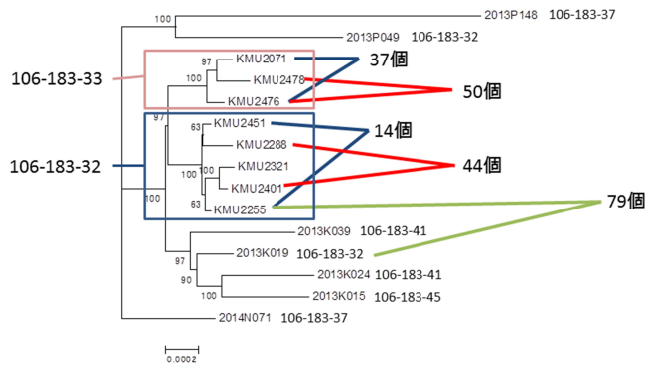 100
2013P148 106-183-37
2013P049 106-183-32
106-183-33
97
KMU2071
37個
100
KMU2478
50個
KMU2476
97
106-183-32
63
KMU2451
14個
KMU2288
100
100
KMU2321
44個
KMU2401
63
KMU2255
79個
100
2013K039 106-183-41
97
2013K019 106-183-32
90
2013K024 106-183-41
100
2013K015 106-183-45
2014N071 106-183-37
0.0002